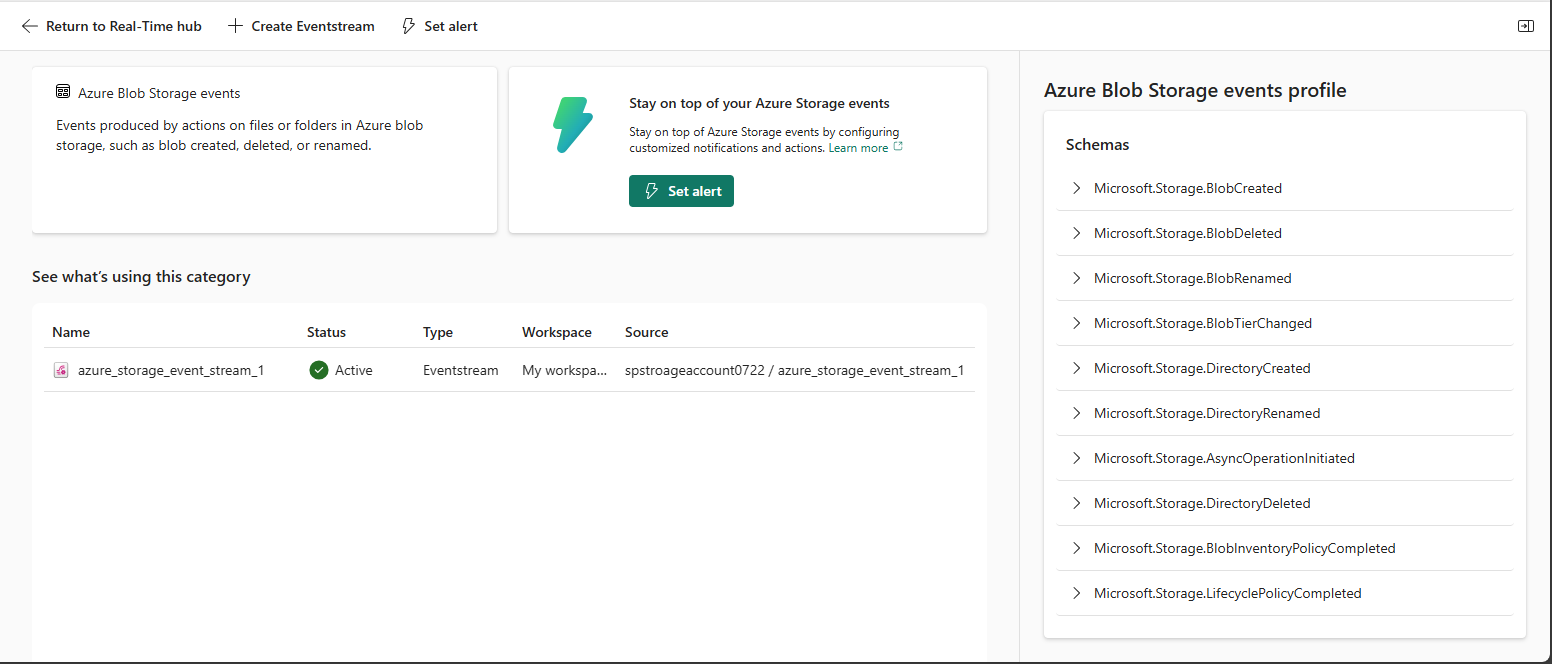 Return to Real-Time hub
Create Eventstream
Set alert
Azure Blob Storage events
Events produced by actions on files or folders in Azure blob
storage, such as blob created, deleted, or renamed.
Stay on top of your Azure Storage events
Stay on top of Azure Storage events by configuring
customized notifications and actions. Learn more
Set alert
See what's using this category
Name Status Type Workspace Source
azure_storage_event_stream_1 Active Eventstream My workspa... spstroageaccount0722 / azure_storage_event_stream_1
Azure Blob Storage events profile
Schemas
Microsoft.Storage.BlobCreated
Microsoft.Storage.BlobDeleted
Microsoft.Storage.BlobRenamed
Microsoft.Storage.BlobTierChanged
Microsoft.Storage.DirectoryCreated
Microsoft.Storage.DirectoryRenamed
Microsoft.Storage.AsyncOperationInitiated
Microsoft.Storage.DirectoryDeleted
Microsoft.Storage.BlobInventoryPolicyCompleted
Microsoft.Storage.LifecyclePolicyCompleted